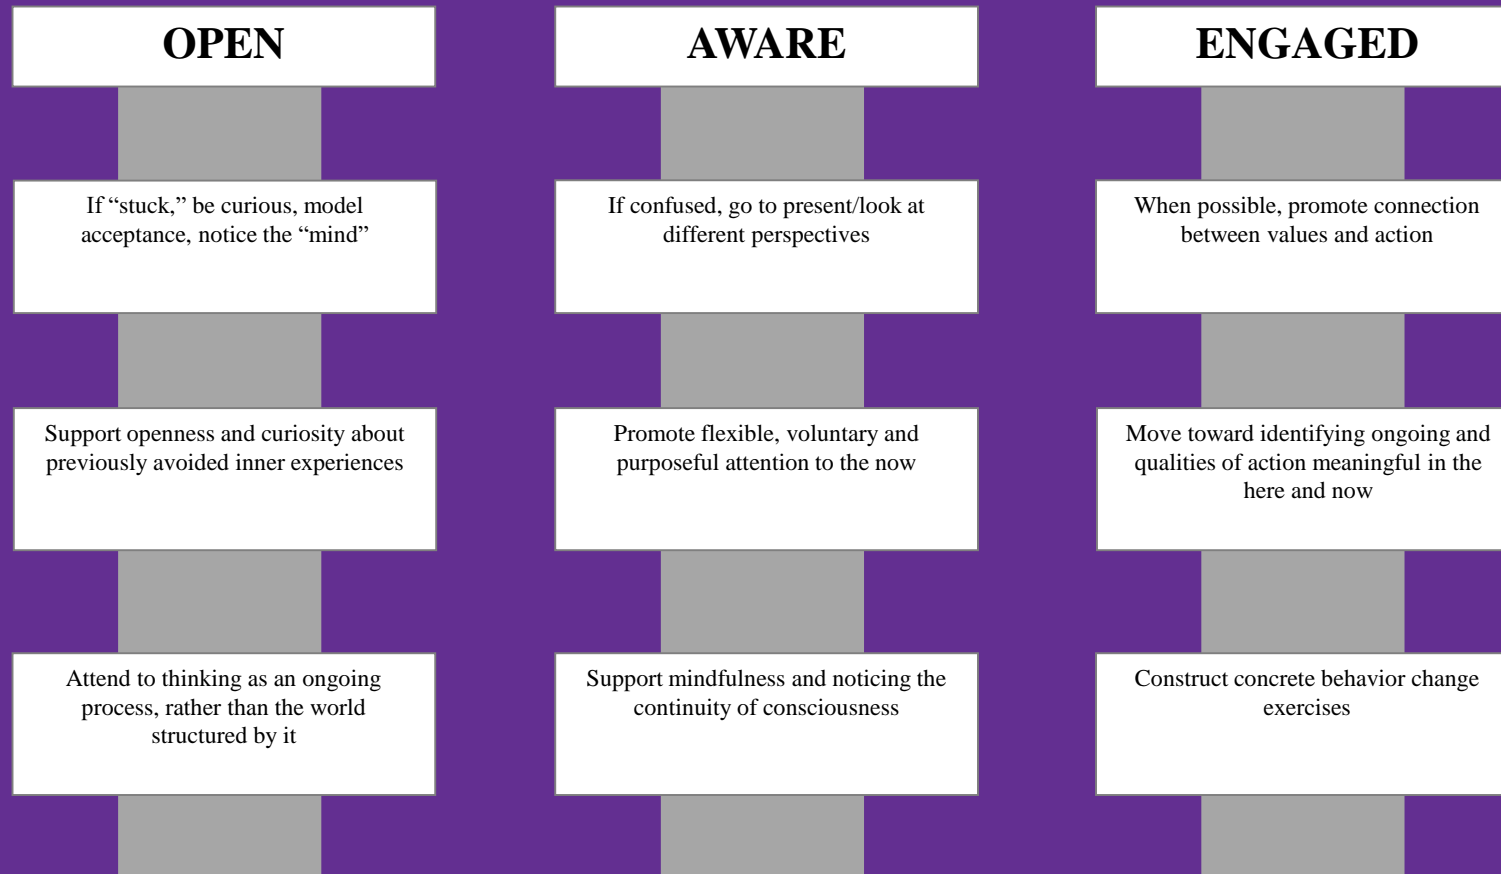 OPEN
If “stuck,” be curious, model
acceptance, notice the “mind”
Support openness and curiosity about
previously avoided inner experiences
Attend to thinking as an ongoing
process, rather than the world
structured by it
AWARE
If confused, go to present/look at
different perspectives
Promote flexible, voluntary and
purposeful attention to the now
Support mindfulness and noticing the
continuity of consciousness
ENGAGED
When possible, promote connection
between values and action
Move toward identifying ongoing and
qualities of action meaningful in the
here and now
Construct concrete behavior change
exercises